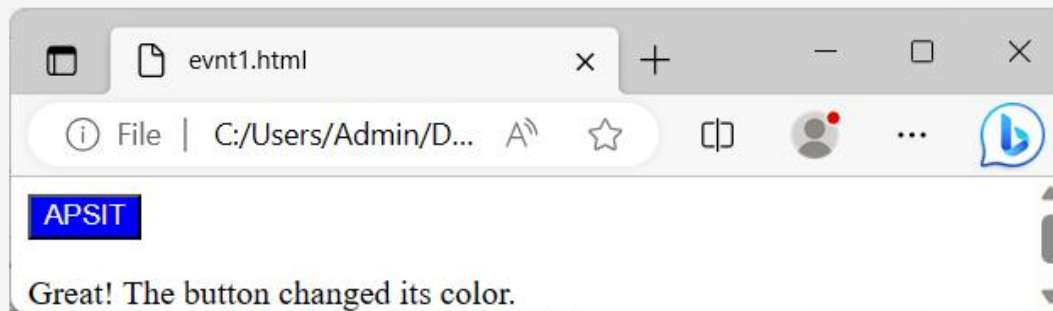 evnt1.html
File | C:/Users/Admin/D... A
APSIT
Great! The button changed its color.